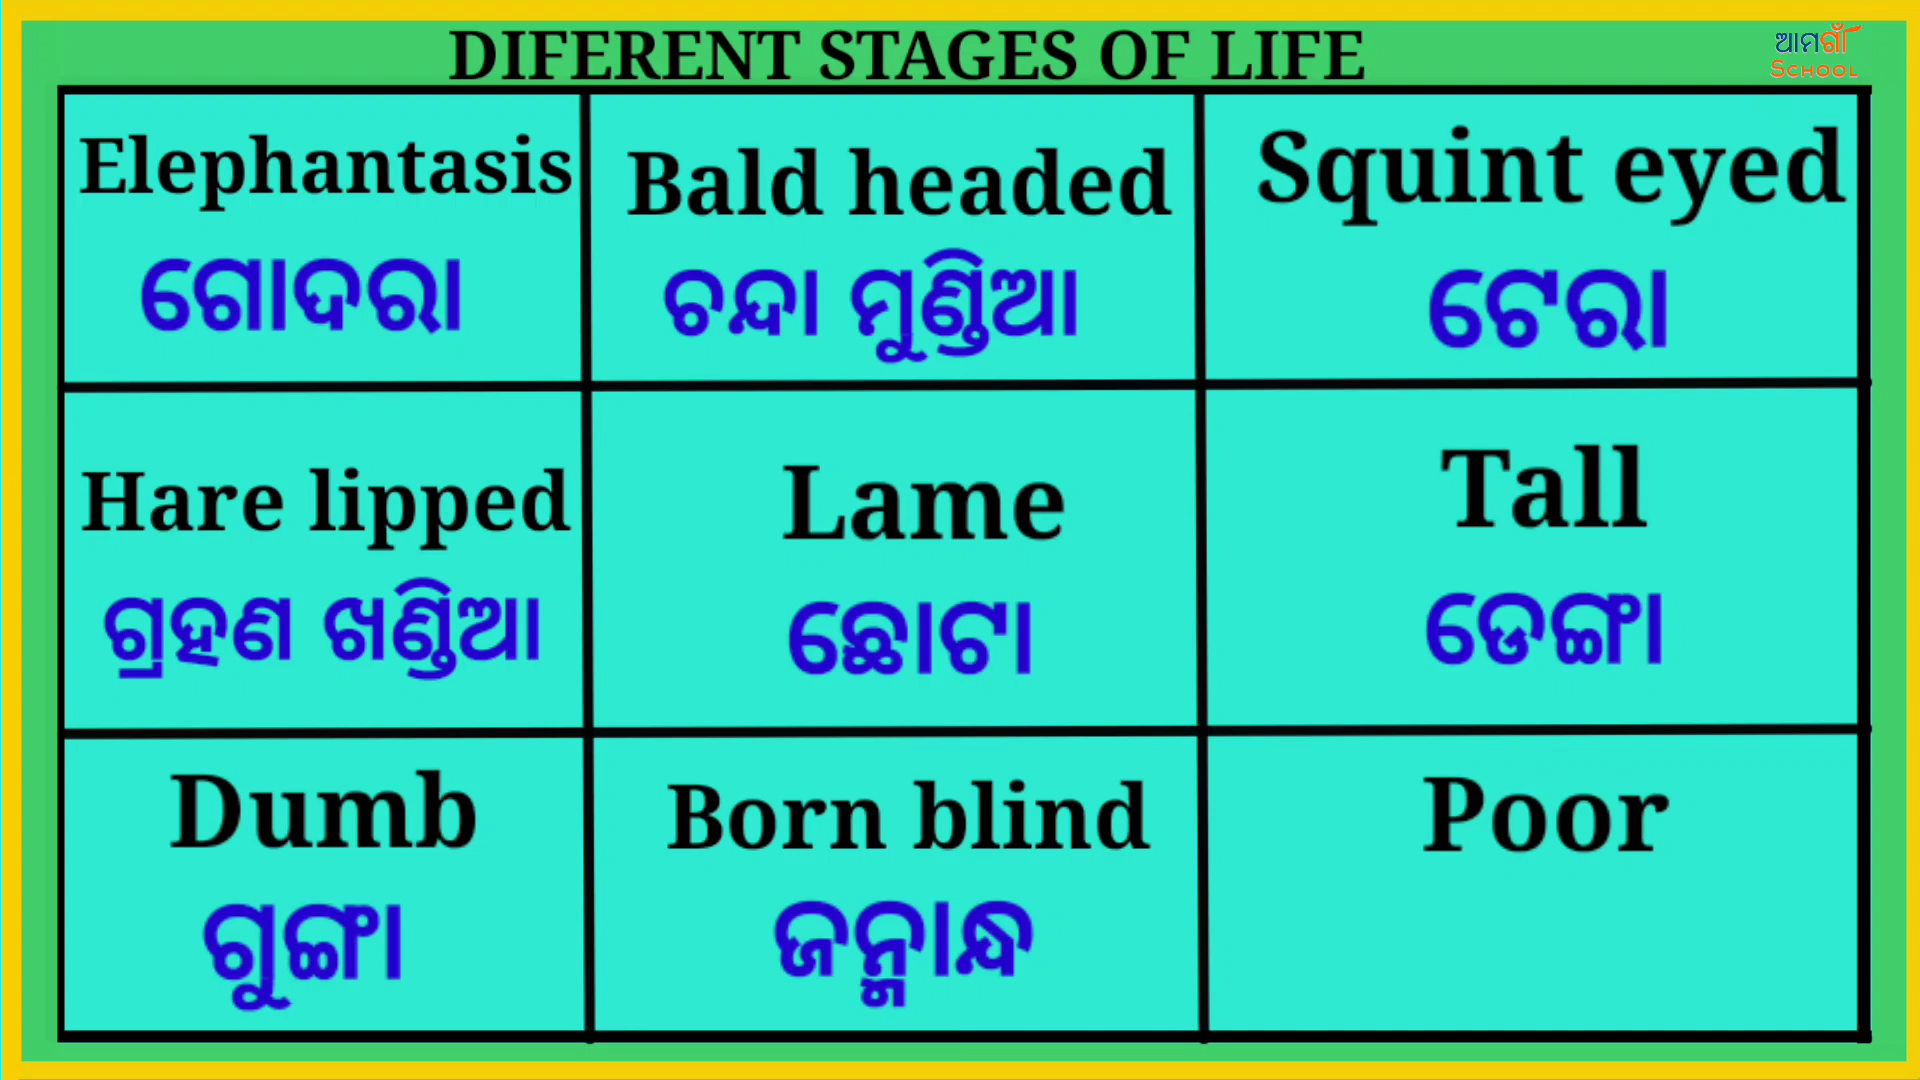 DIFERENT STAGES OF LIFE
ଆମଗାଁ
SCHOOL
Elephantasis
ଗୋଦରା
Bald headed
ଚନ୍ଦା ମୁଣ୍ଡିଆ
Squint eyed
ଟେରା
Hare lipped
ଗ୍ରହଣ ଖଣ୍ଡିଆ
Lame
ଛୋଟା
Tall
ଡେଙ୍ଗା
Dumb
ଗୁଙ୍ଗା
Born blind
ଜନ୍ମାନ୍ଧ
Poor